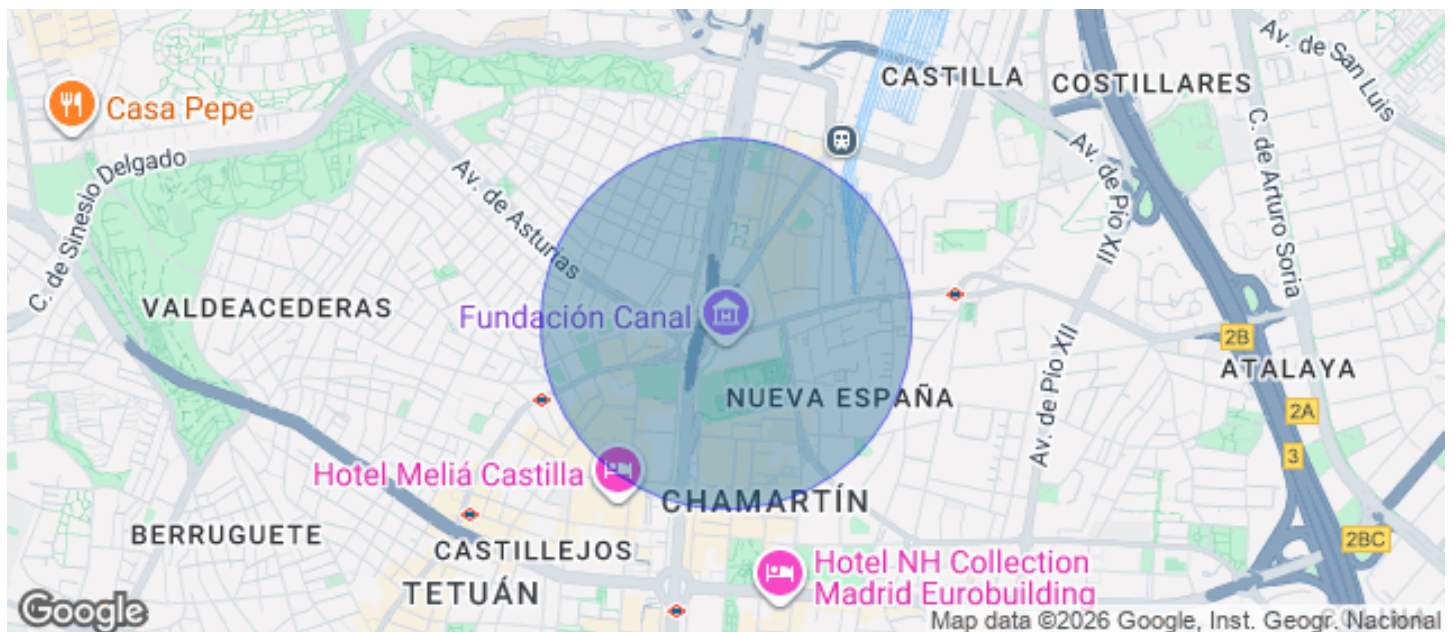 Av. de San Luis
CASTILLA
COSTILLARES
Casa Pepe
C. de Sinesio Delgado
Av. de Asturias
Av. de Pío XII
C. de Arturo Soria
VALDEACEDERAS
Fundación Canal
2B
ATALAYA
NUEVA ESPAÑA
Av. de Pío XII
2A
3
Hotel Meliá Castilla
CHAMARTÍN
BERRUGUETE
CASTILLEJOS
2BC
TETUÁN
Hotel NH Collection
Madrid Eurobuilding
Google
Map data ©2026 Google, Inst. Geogr. Nacional